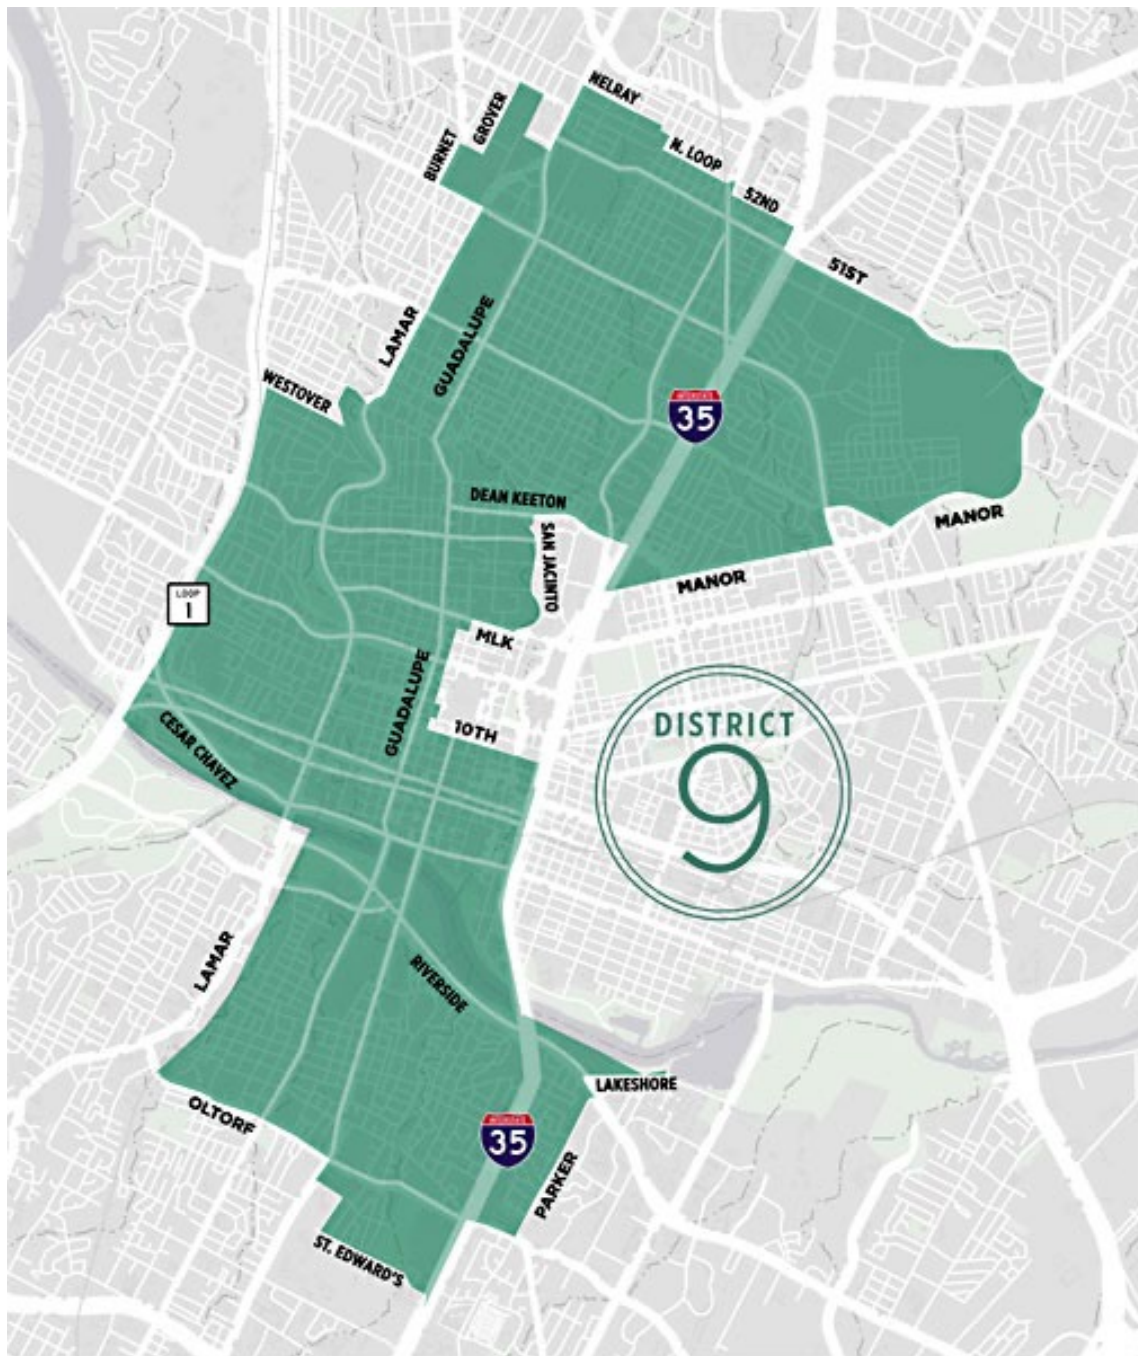 NELRAY
GROVER
BURNET
N. LOOP
52ND
51ST
LAMAR
GUADALUPE
WESTOVER
35
DEAN KEETON
MANOR
SAN JACINTO
MANOR
LOOP
1
MLK
GUADALUPE
10TH
CESAR CHAVEZ
DISTRICT
9
LAMAR
RIVERSIDE
LAKESHORE
OLTORF
INTERSTATE
35
PARKER
ST. EDWARD'S